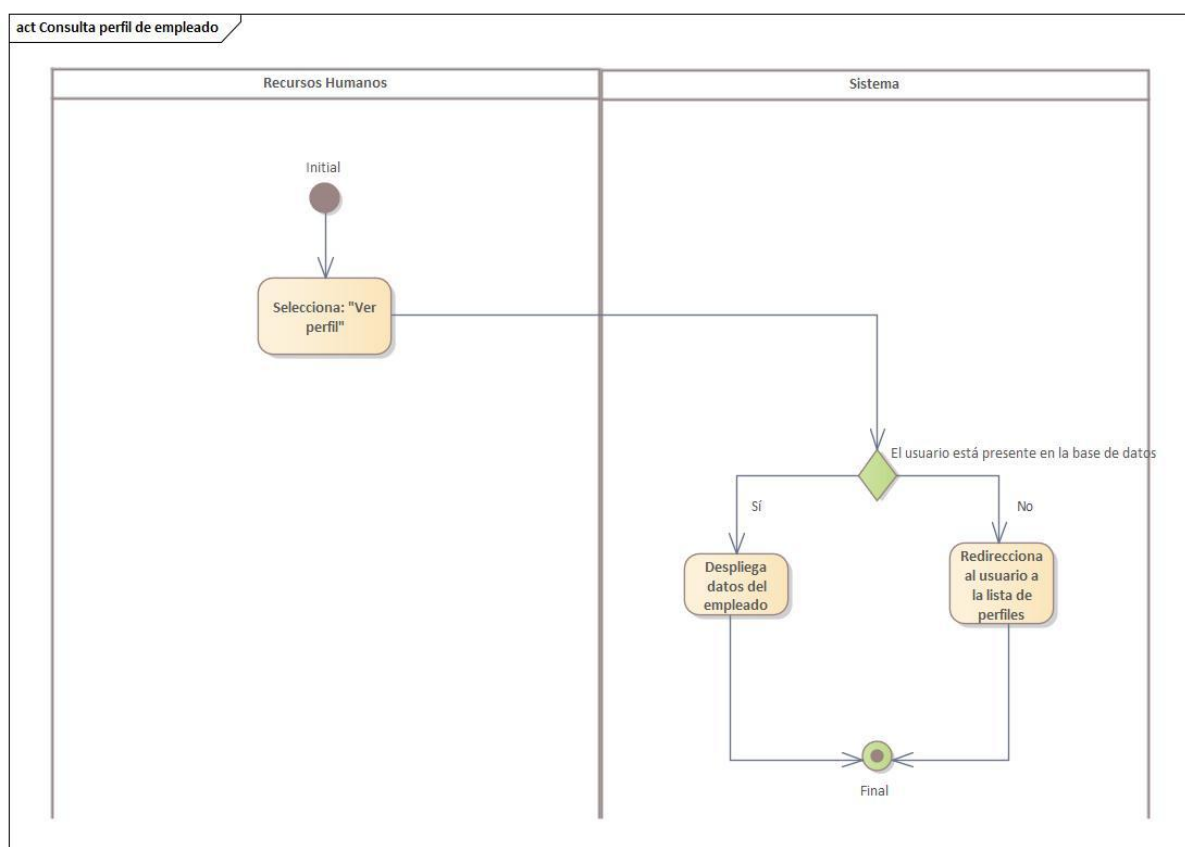 act Consulta perfil de empleado
Recursos Humanos
Sistema
Initial
Selecciona: "Ver
perfil"
El usuario está presente en la base de datos
Sí
No
Despliega
datos del
empleado
Redirecciona
al usuario a
la lista de
perfiles
Final